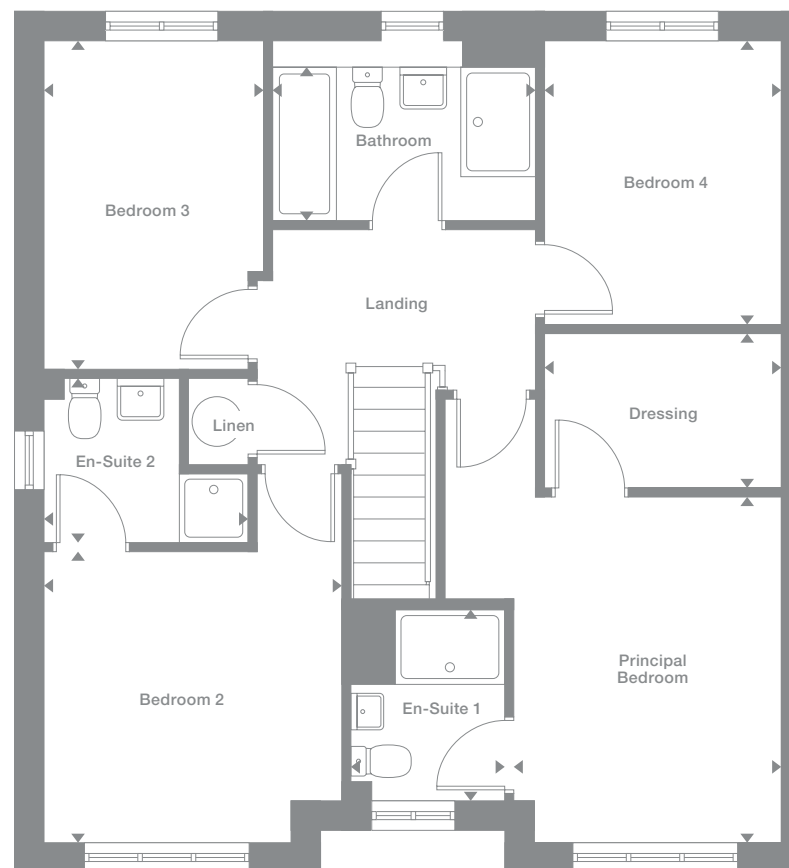 Bathroom
Bedroom 4
Bedroom 3
Landing
Dressing
Linen
En-Suite 2
Principal
Bedroom
Bedroom 2
En-Suite 1